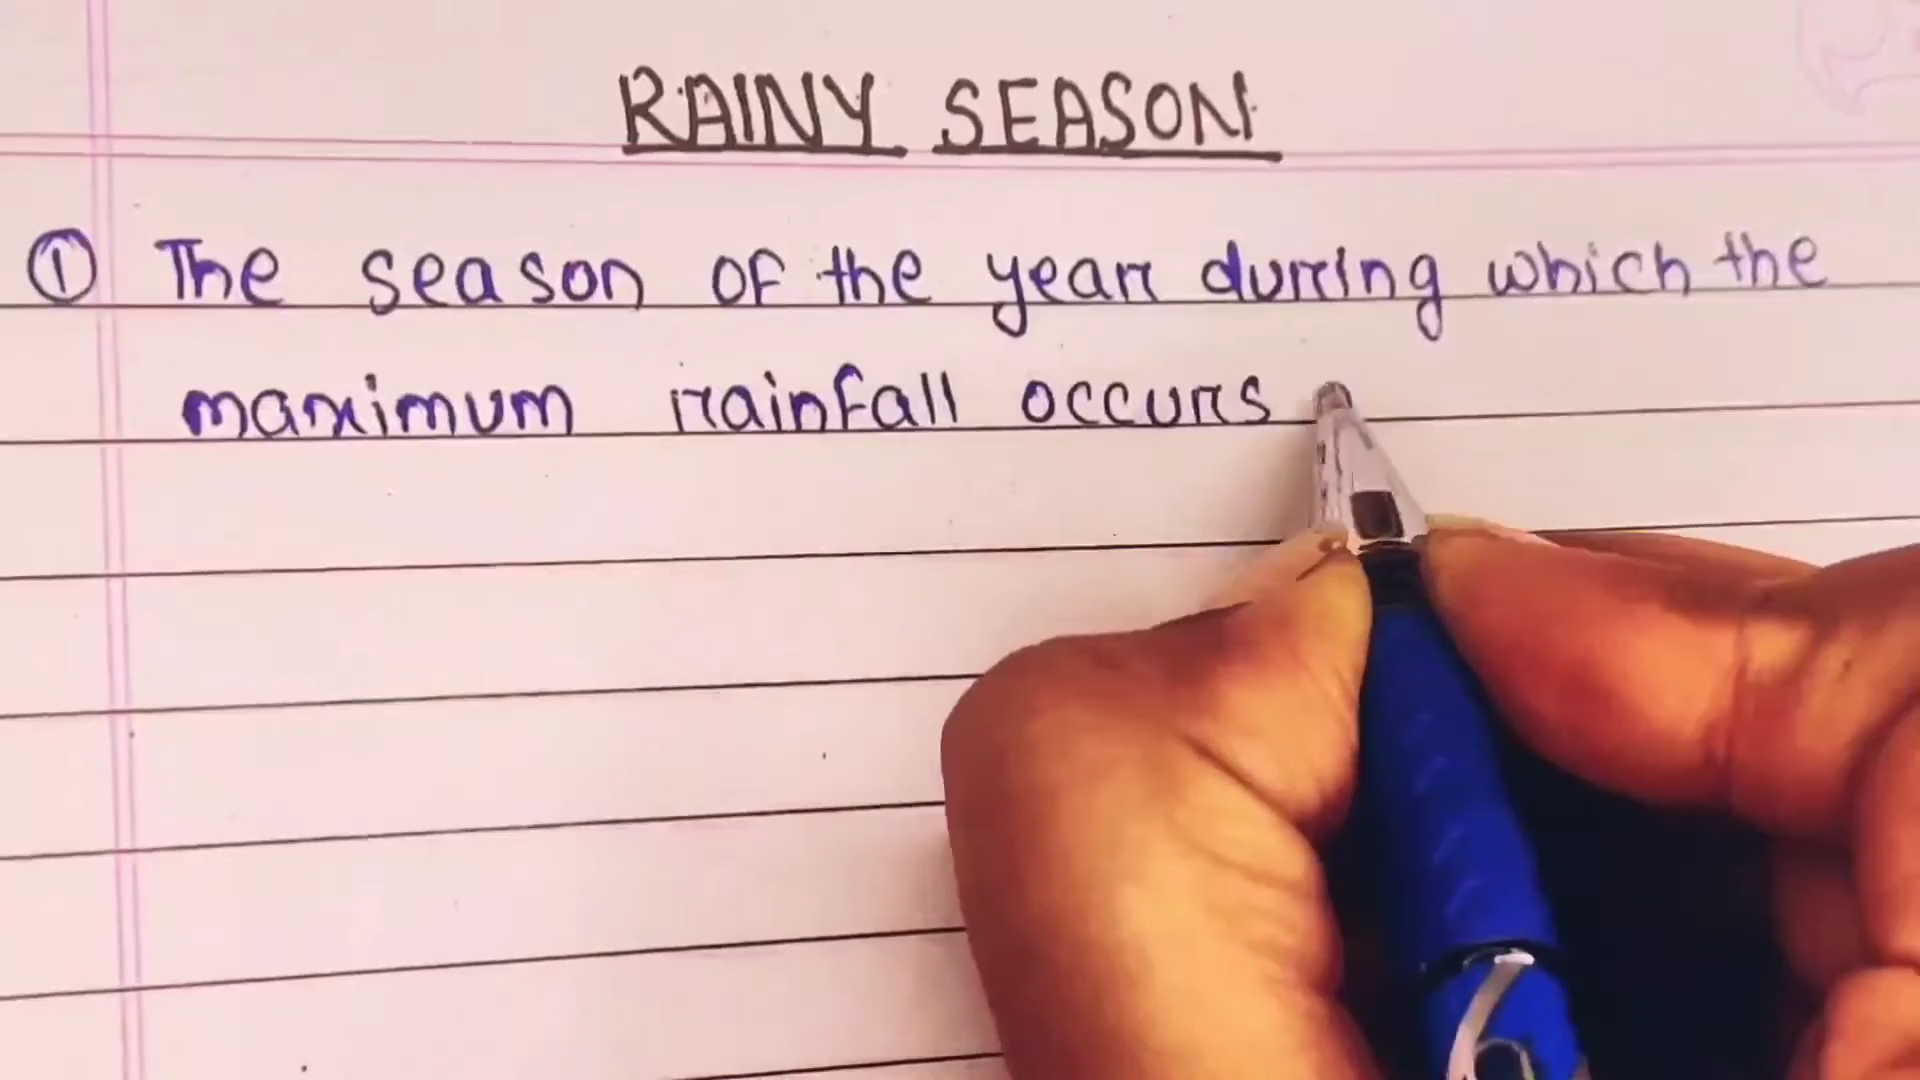 RAINY SEASON
① The season of the year during which the
maximum rainfall occurs